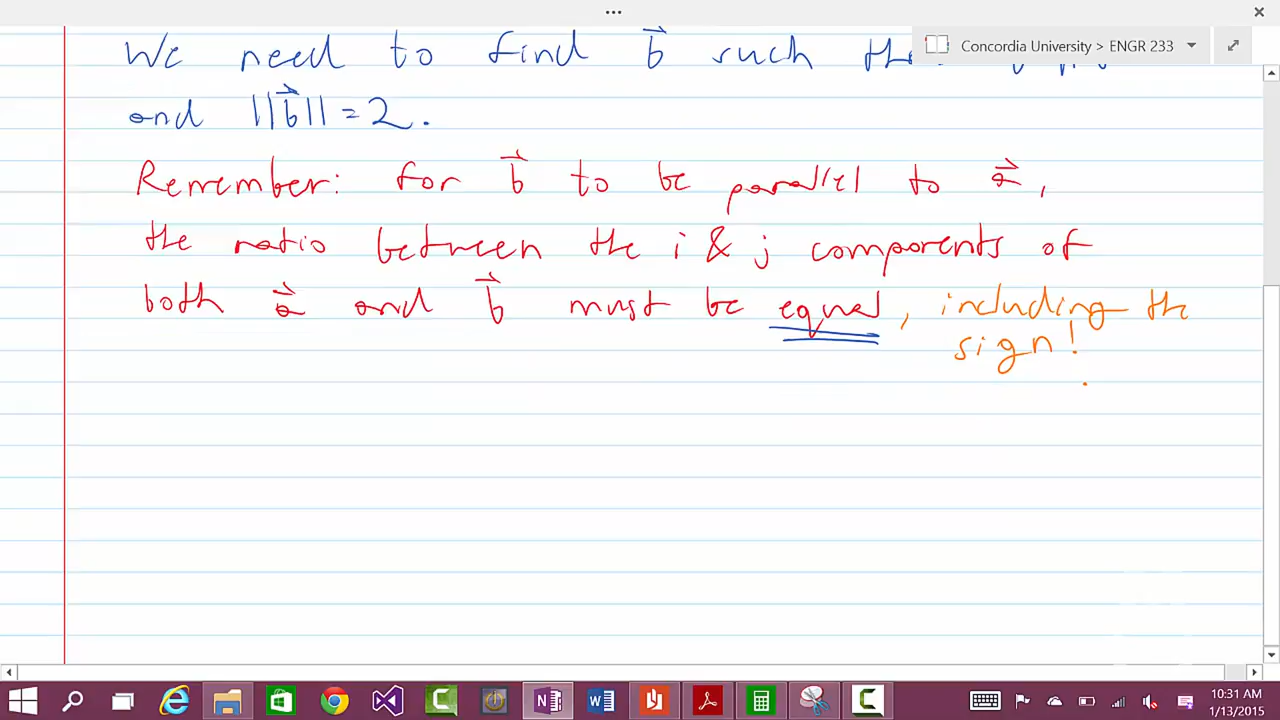 ...
Concordia University > ENGR 233
We need to find b⃗ such
and ||b⃗|| = 2.
Remember: for b⃗ to be parallel to a⃗,
the ratio between the i & j components of
both a⃗ and b⃗ must be equal, including the
sign!
10:31 AM
1/13/2015